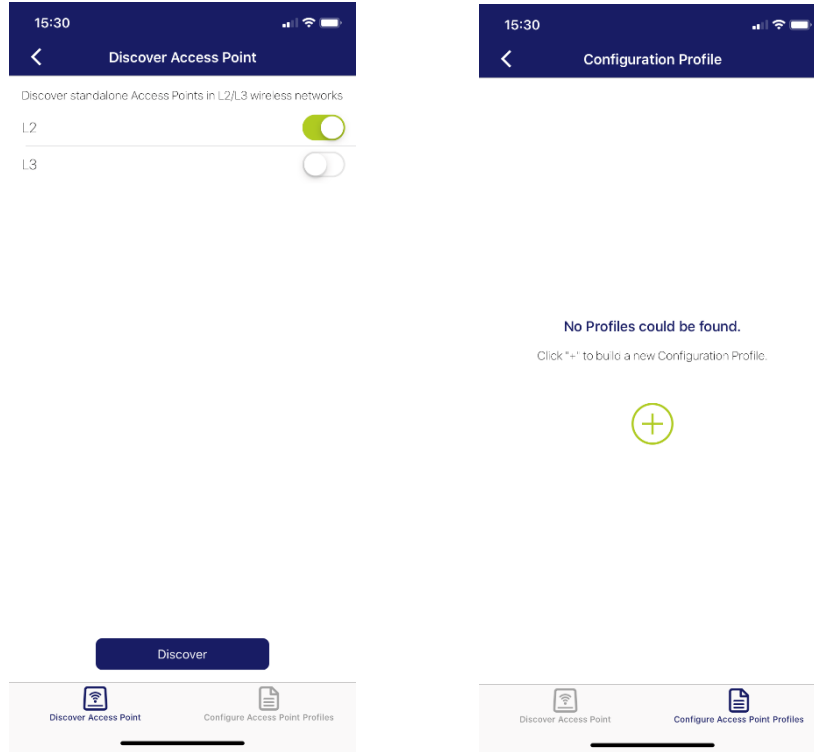 15:30
Discover Access Point
Discover standalone Access Points in L2/L3 wireless networks
L2
L3
Discover
Discover Access Point
Configure Access Point Profiles
15:30
Configuration Profile
No Profiles could be found.
Click "+" to build a new Configuration Profile.
Discover Access Point
Configure Access Point Profiles